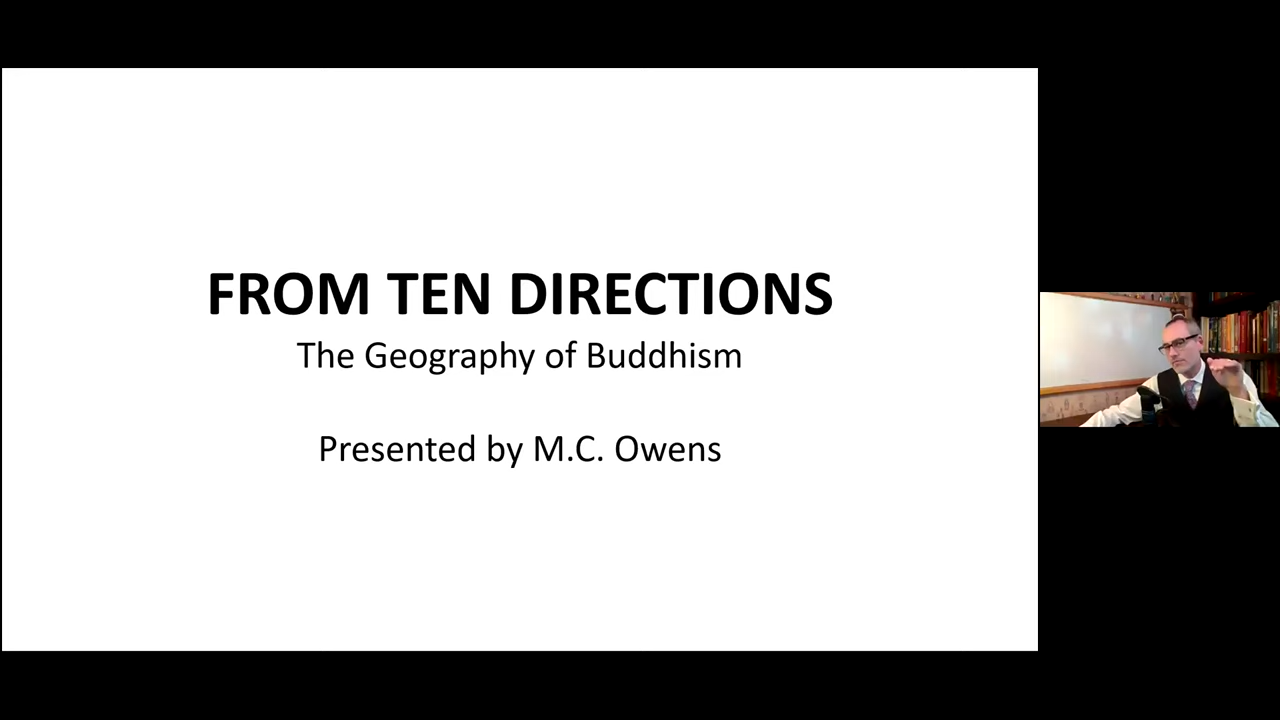 FROM TEN DIRECTIONS
The Geography of Buddhism
Presented by M.C. Owens